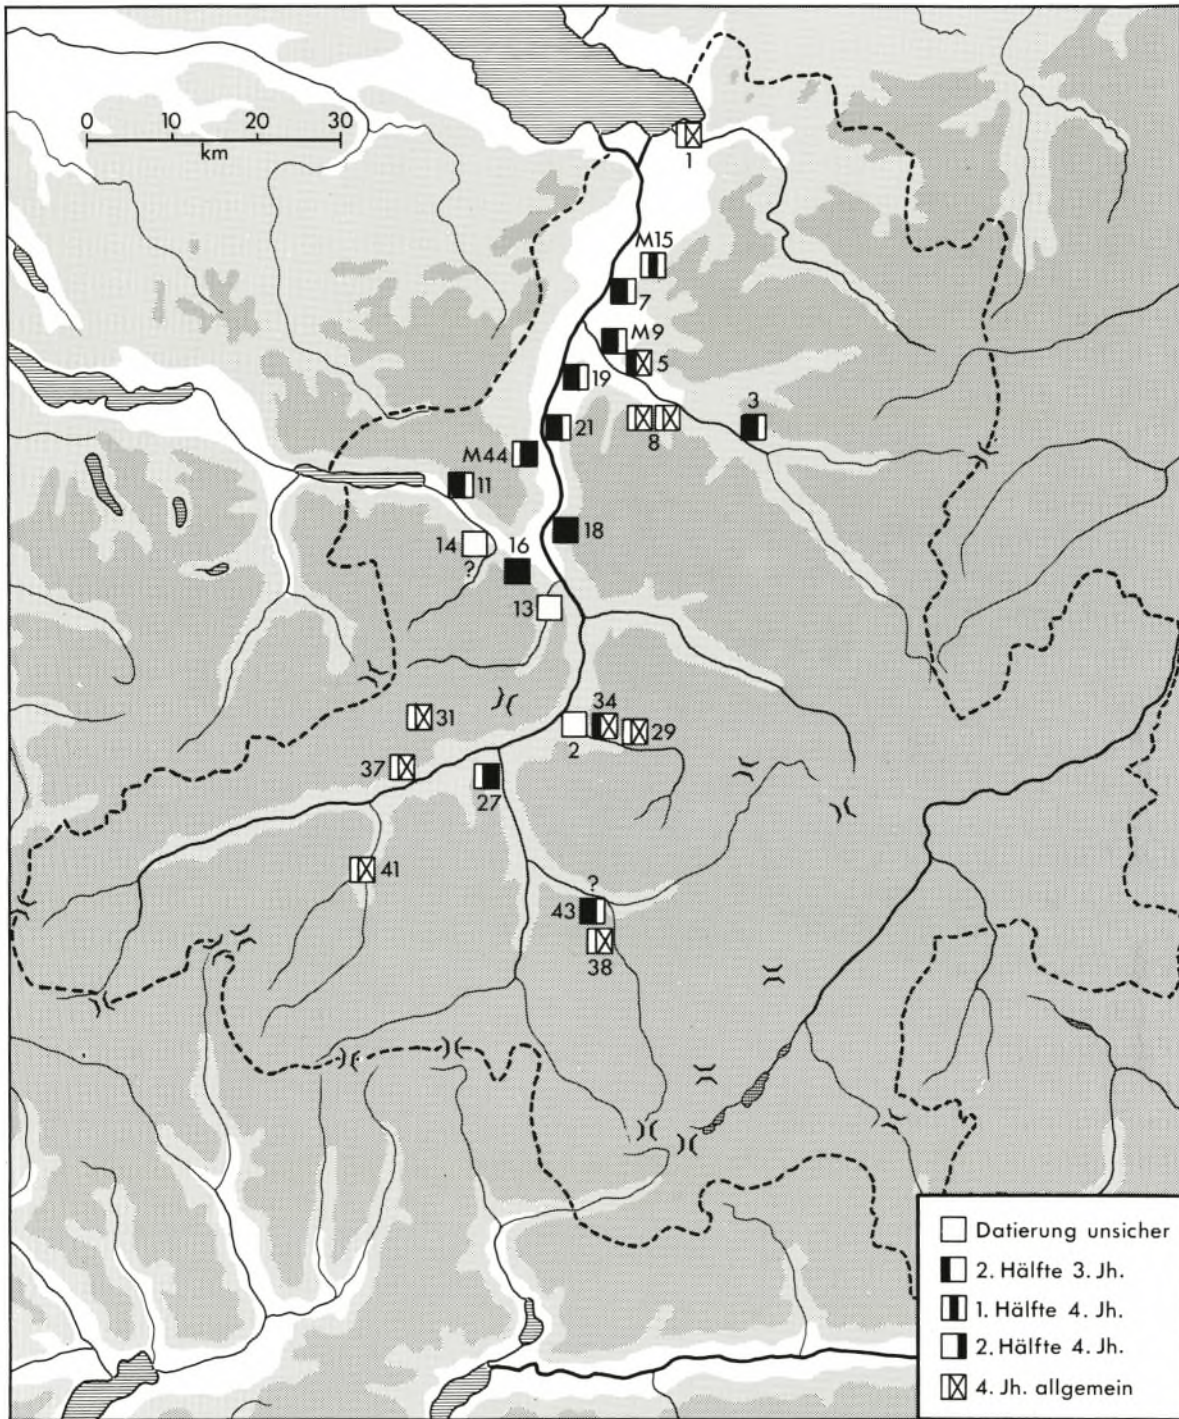 0 10 20 30
km
1
M15
7
M9
5
19
3
21
8
M44
11
18
14
16
?
13
34
31
29
2
37
27
41
?
43
38
Datierung unsicher
2. Hälfte 3. Jh.
1. Hälfte 4. Jh.
2. Hälfte 4. Jh.
4. Jh. allgemein